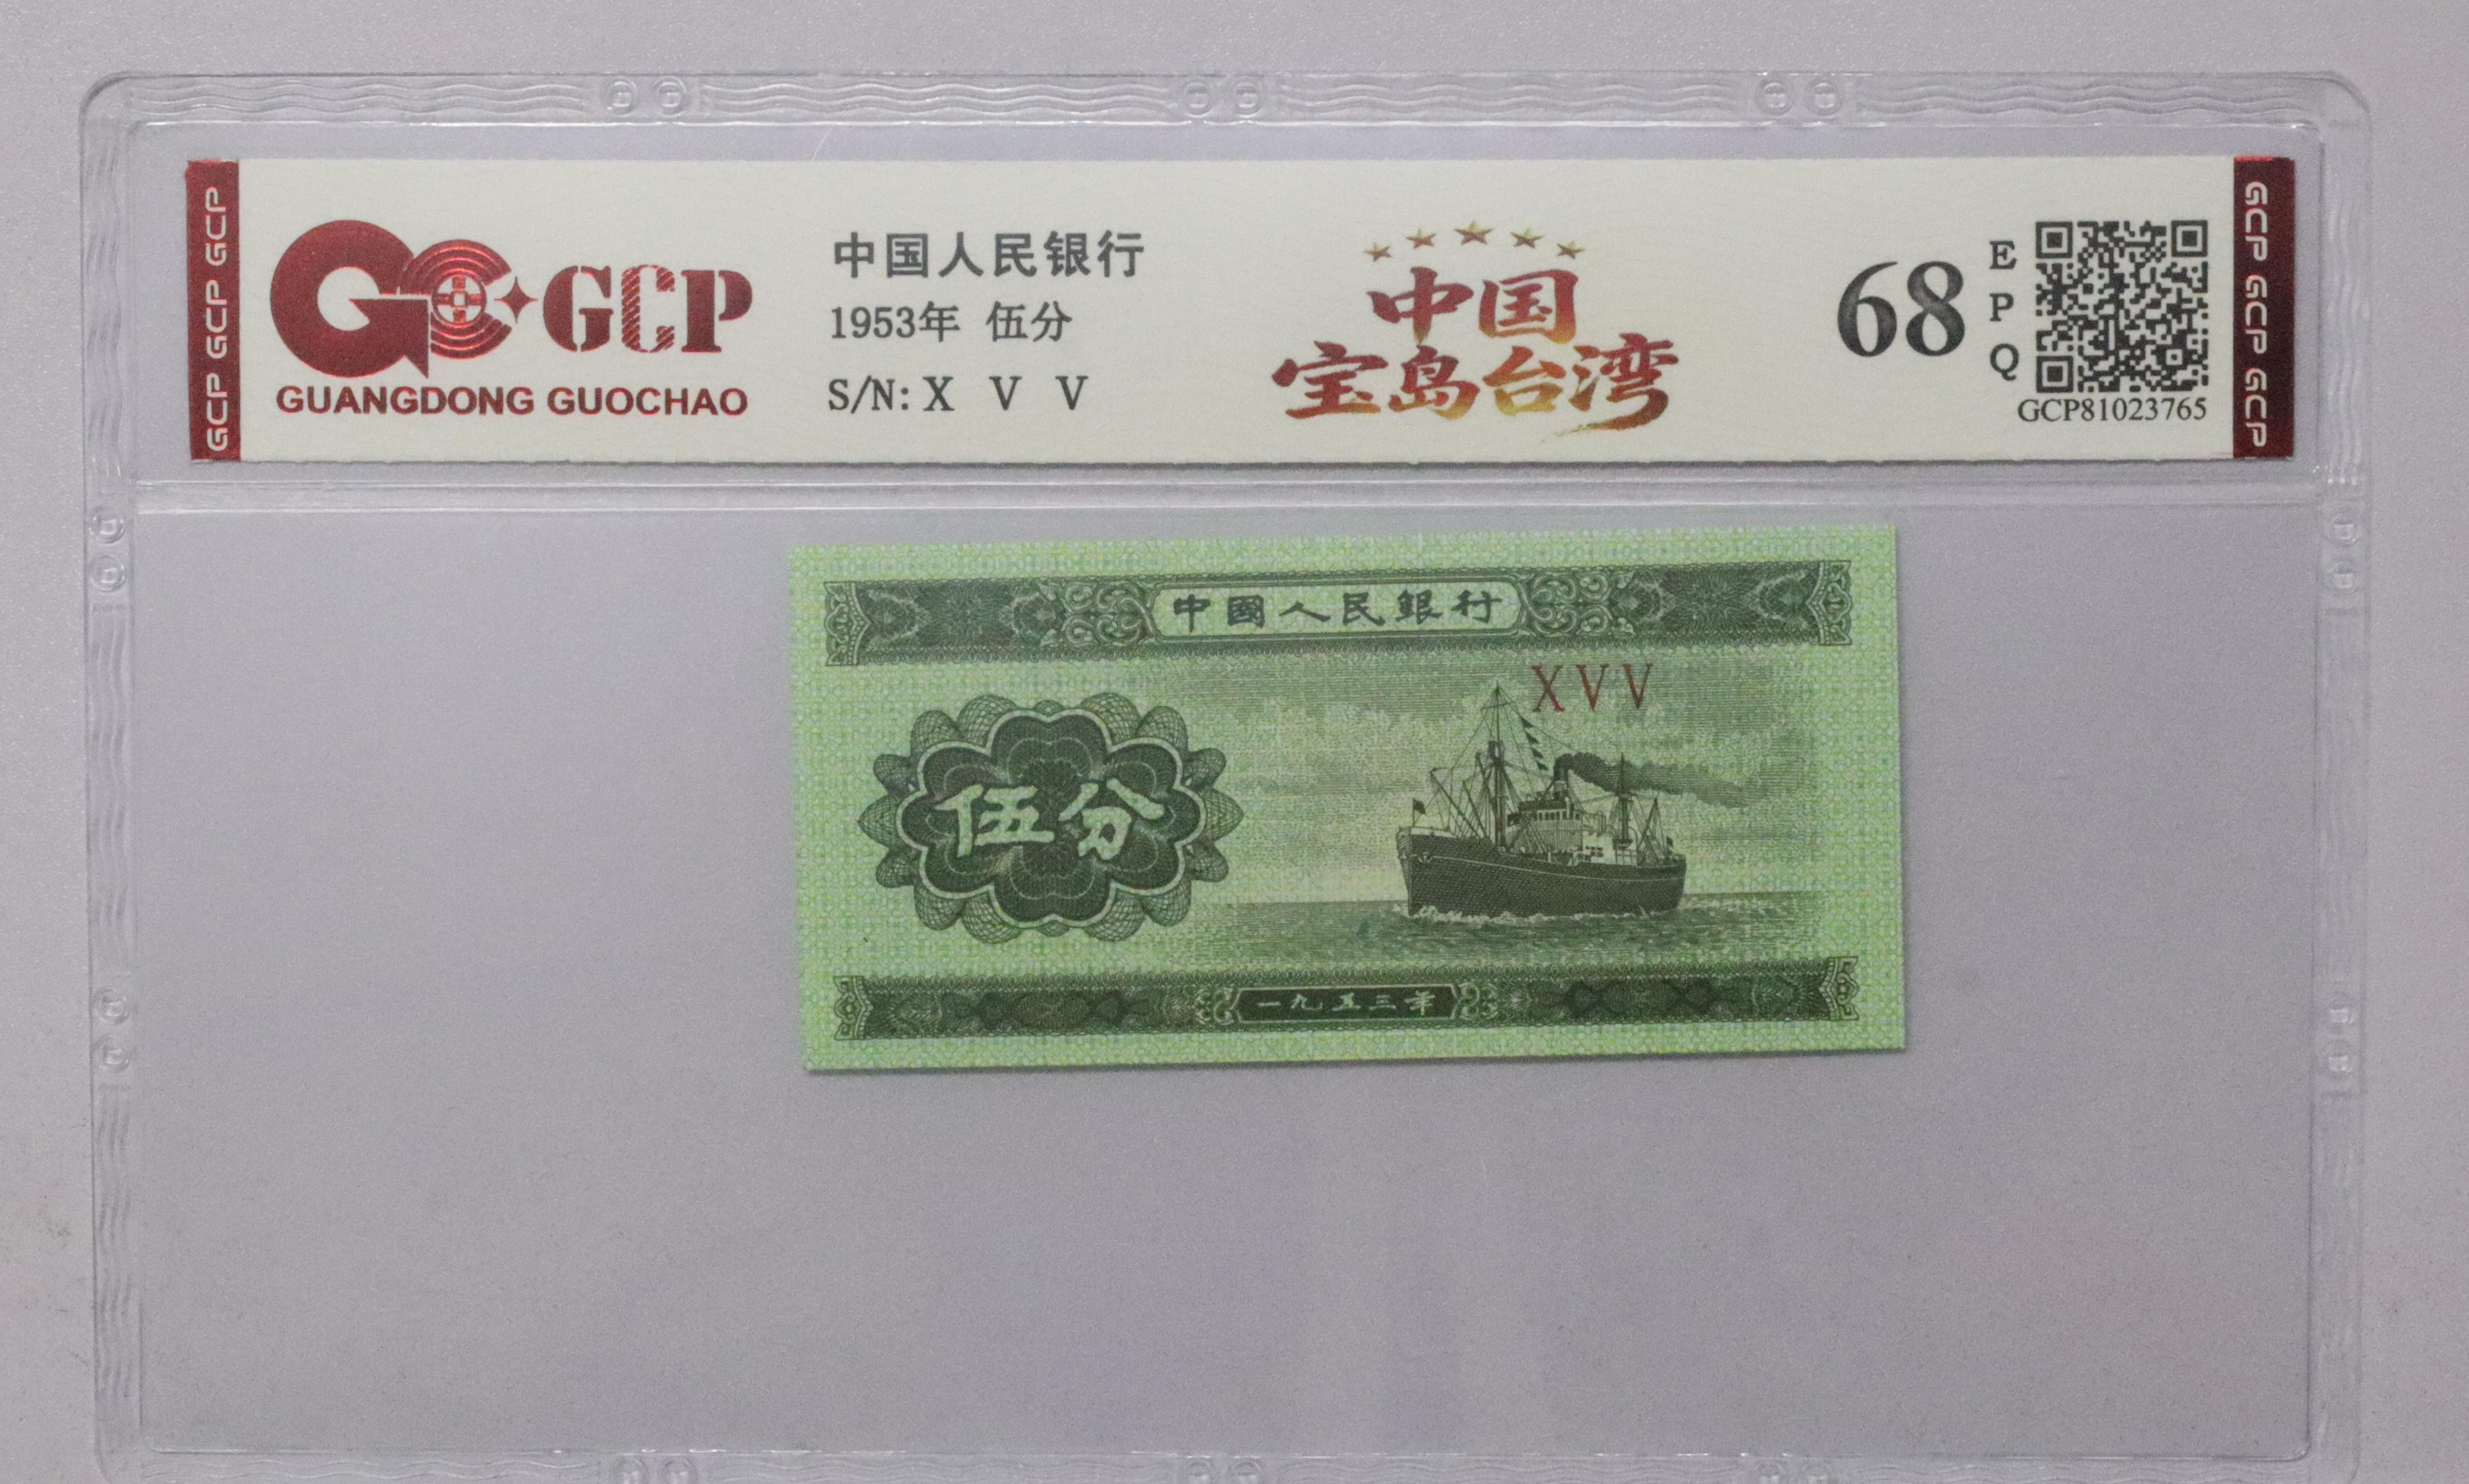 GCP GCP GCP
GCP
GUANGDONG GUOCHAO
中国人民银行
1953年 伍分
S/N: X V V
中国
宝岛台湾
68
E
P
Q
GCP81023765
GCP GCP GCP
中國人民銀行
XVV
伍分
一九五三年